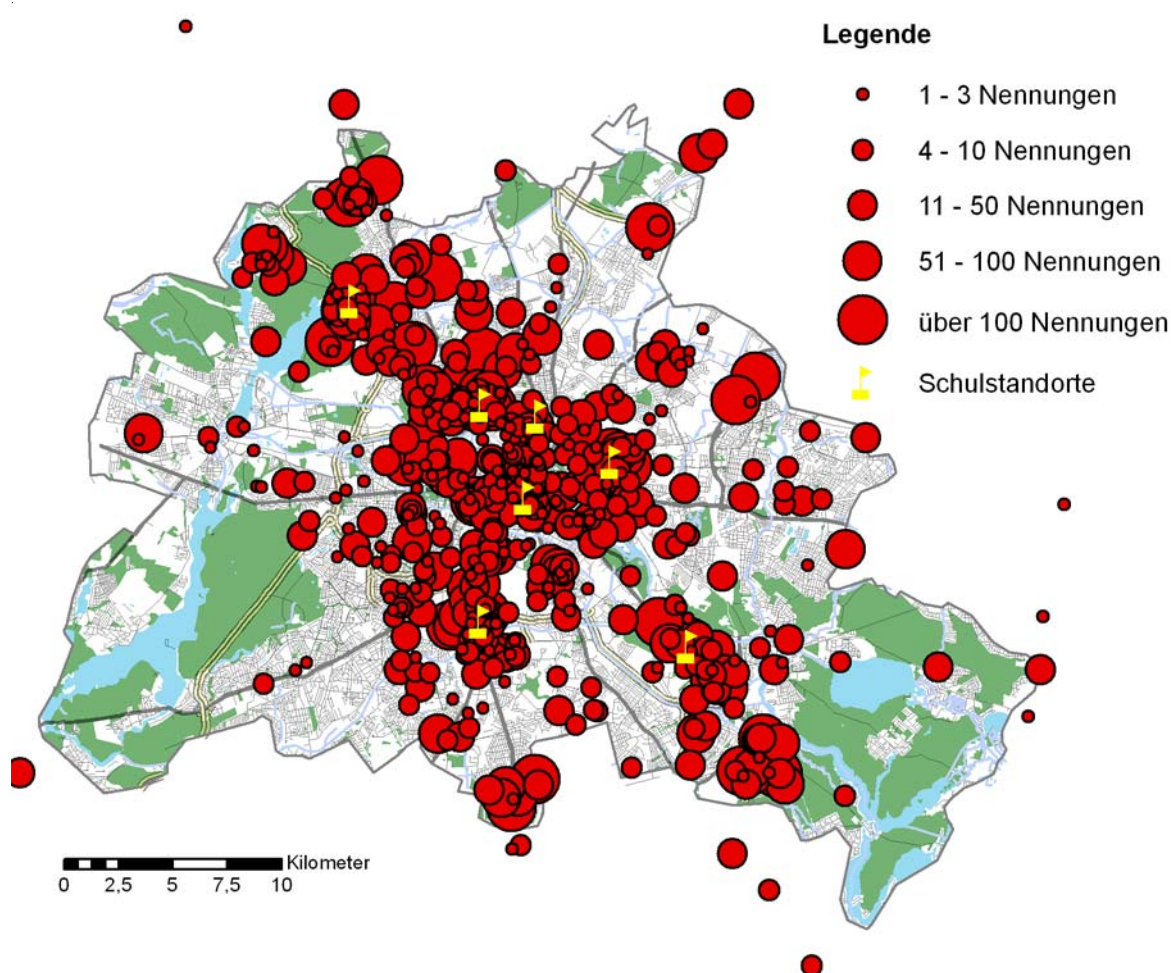 Legende
1 - 3 Nennungen
4 - 10 Nennungen
11 - 50 Nennungen
51 - 100 Nennungen
über 100 Nennungen
Schulstandorte
Kilometer
0 2,5 5 7,5 10